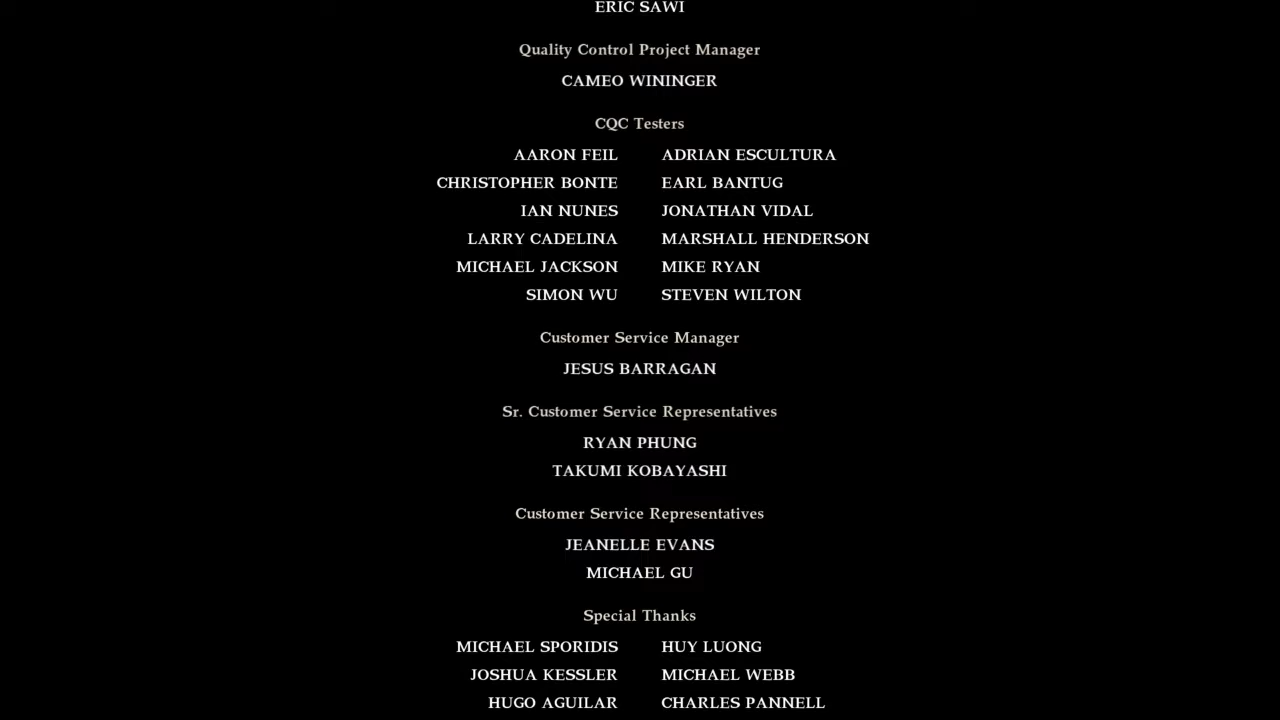 ERIC SAWI
Quality Control Project Manager
CAMEO WININGER
CQC Testers
AARON FEIL ADRIAN ESCULTURA
CHRISTOPHER BONTE EARL BANTUG
IAN NUNES JONATHAN VIDAL
LARRY CADELINA MARSHALL HENDERSON
MICHAEL JACKSON MIKE RYAN
SIMON WU STEVEN WILTON
Customer Service Manager
JESUS BARRAGAN
Sr. Customer Service Representatives
RYAN PHUNG
TAKUMI KOBAYASHI
Customer Service Representatives
JEANELLE EVANS
MICHAEL GU
Special Thanks
MICHAEL SPORIDIS HUY LUONG
JOSHUA KESSLER MICHAEL WEBB
HUGO AGUILAR CHARLES PANNELL